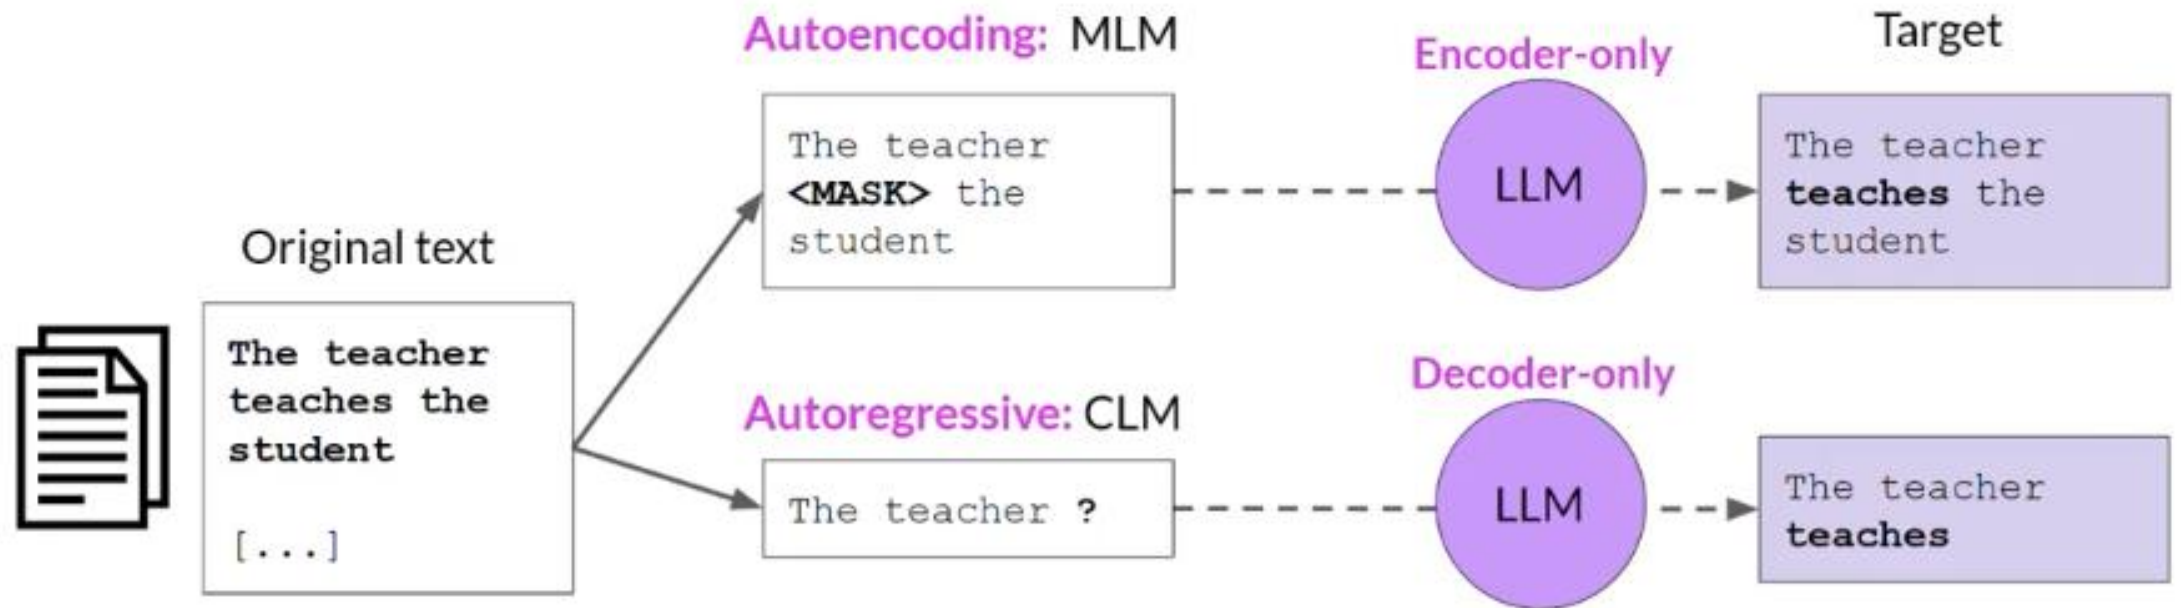 Original text
The teacher
teaches the
student
[...]
Autoencoding: MLM
The teacher
<MASK> the
student
Encoder-only
LLM
Target
The teacher
teaches the
student
Autoregressive: CLM
The teacher ?
Decoder-only
LLM
The teacher
teaches